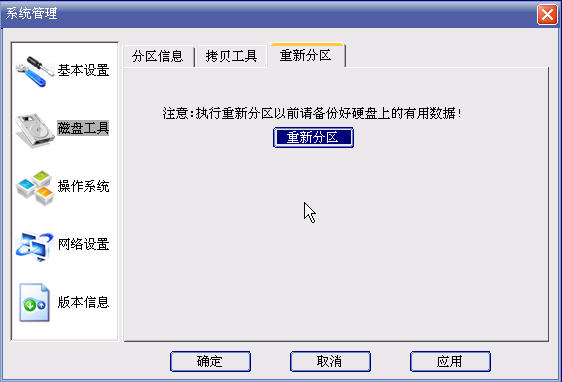 系统管理
基本设置
磁盘工具
操作系统
网络设置
版本信息
分区信息 拷贝工具 重新分区
注意:执行重新分区以前请备份好硬盘上的有用数据!
重新分区
确定 取消 应用